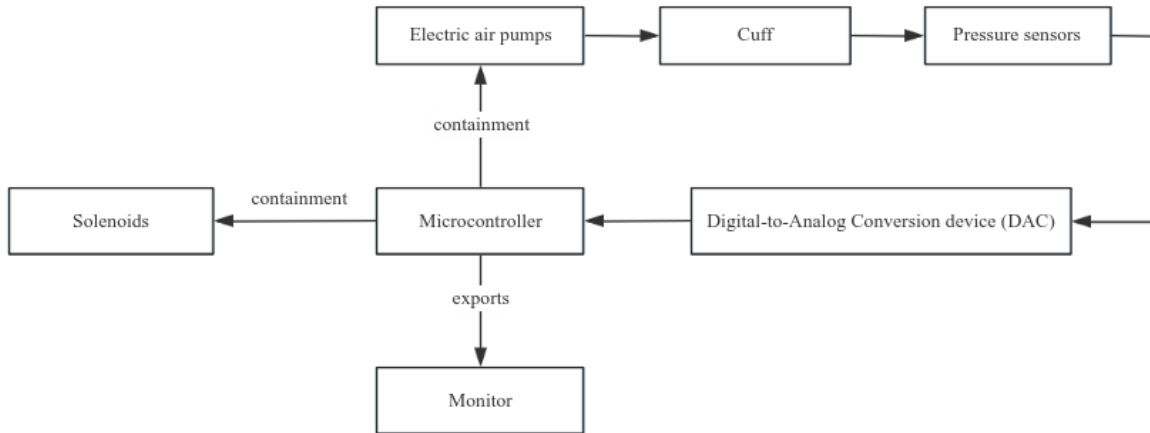 Electric air pumps
Cuff
Pressure sensors
containment
containment
Solenoids
Microcontroller
Digital-to-Analog Conversion device (DAC)
exports
Monitor